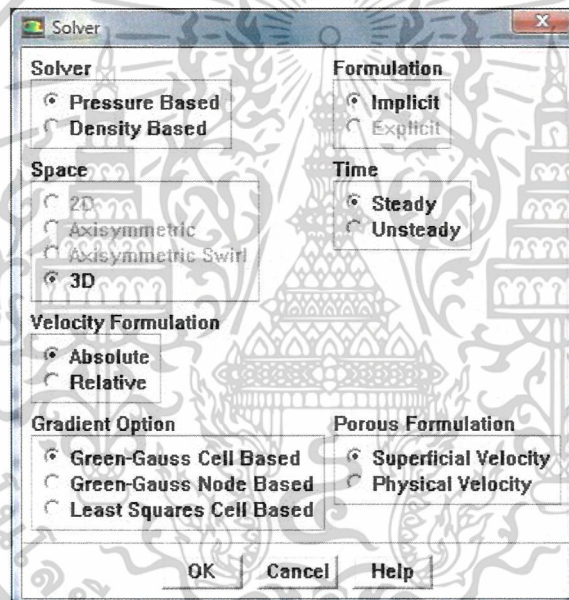 Solver
X
Solver
Pressure Based
Density Based
Formulation
Implicit
Explicit
Space
2D
Axisymmetric
Axisymmetric Swirl
3D
Time
Steady
Unsteady
Velocity Formulation
Absolute
Relative
Gradient Option
Green-Gauss Cell Based
Green-Gauss Node Based
Least Squares Cell Based
Porous Formulation
Superficial Velocity
Physical Velocity
OK Cancel Help